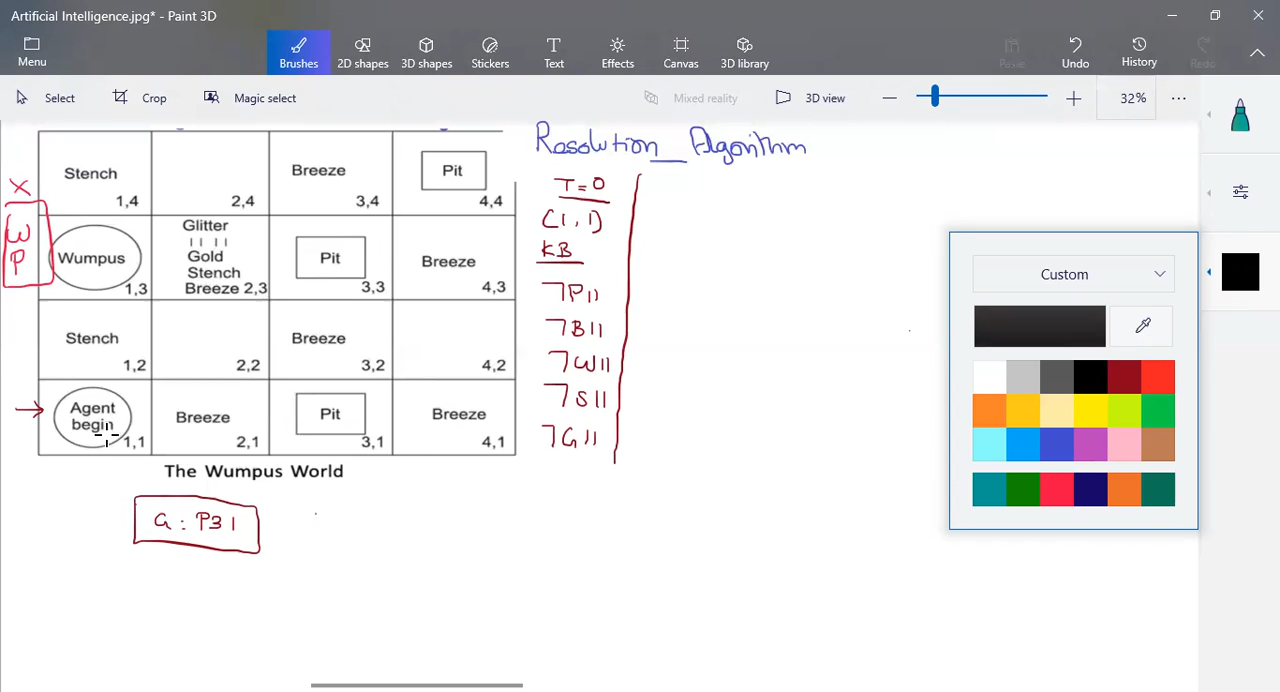 Artificial Intelligence.jpg* - Paint 3D
Menu
Brushes
2D shapes
3D shapes
Stickers
Text
Effects
Canvas
3D library
Paste
Undo
History
Redo
Select
Crop
Magic select
Mixed reality
3D view
32%
Resolution Algorithm
Stench
1,4
2,4
Breeze
3,4
Pit
4,4
X
W
P
Wumpus
1,3
Glitter
Gold
Stench
Breeze 2,3
Pit
3,3
Breeze
4,3
Stench
1,2
2,2
Breeze
3,2
4,2
Agent
begin
1,1
Breeze
2,1
Pit
3,1
Breeze
4,1
The Wumpus World
G : P31
T = 0
(1,1)
KB
¬P11
¬B11
¬W11
¬S11
¬G11
Custom